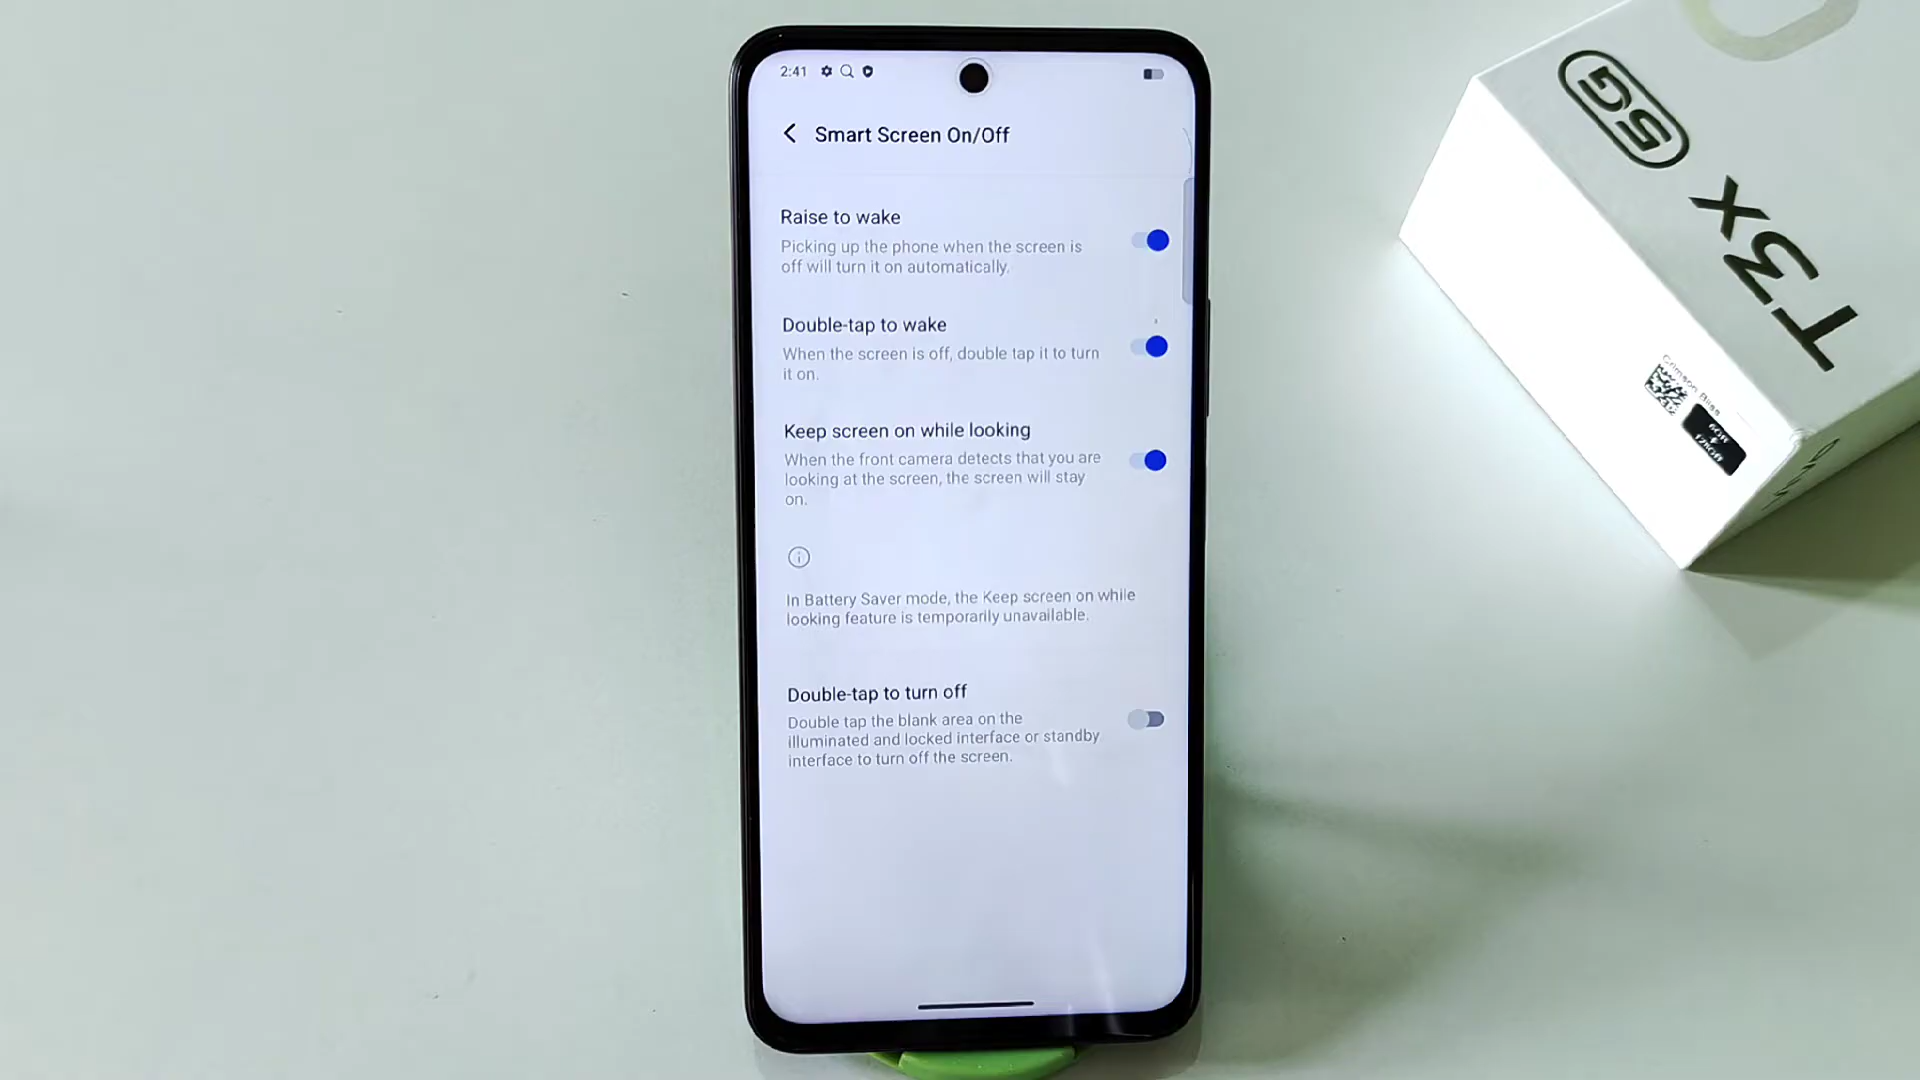 2:41
Smart Screen On/Off
Raise to wake
Picking up the phone when the screen is
off will turn it on automatically.
Double-tap to wake
When the screen is off, double tap it to turn
it on.
Keep screen on while looking
When the front camera detects that you are
looking at the screen, the screen will stay
on.
In Battery Saver mode, the Keep screen on while
looking feature is temporarily unavailable.
Double-tap to turn off
Double tap the blank area on the
illuminated and locked interface or standby
interface to turn off the screen.
5G
T3x
Crimson Bliss
6GB
+
128GB